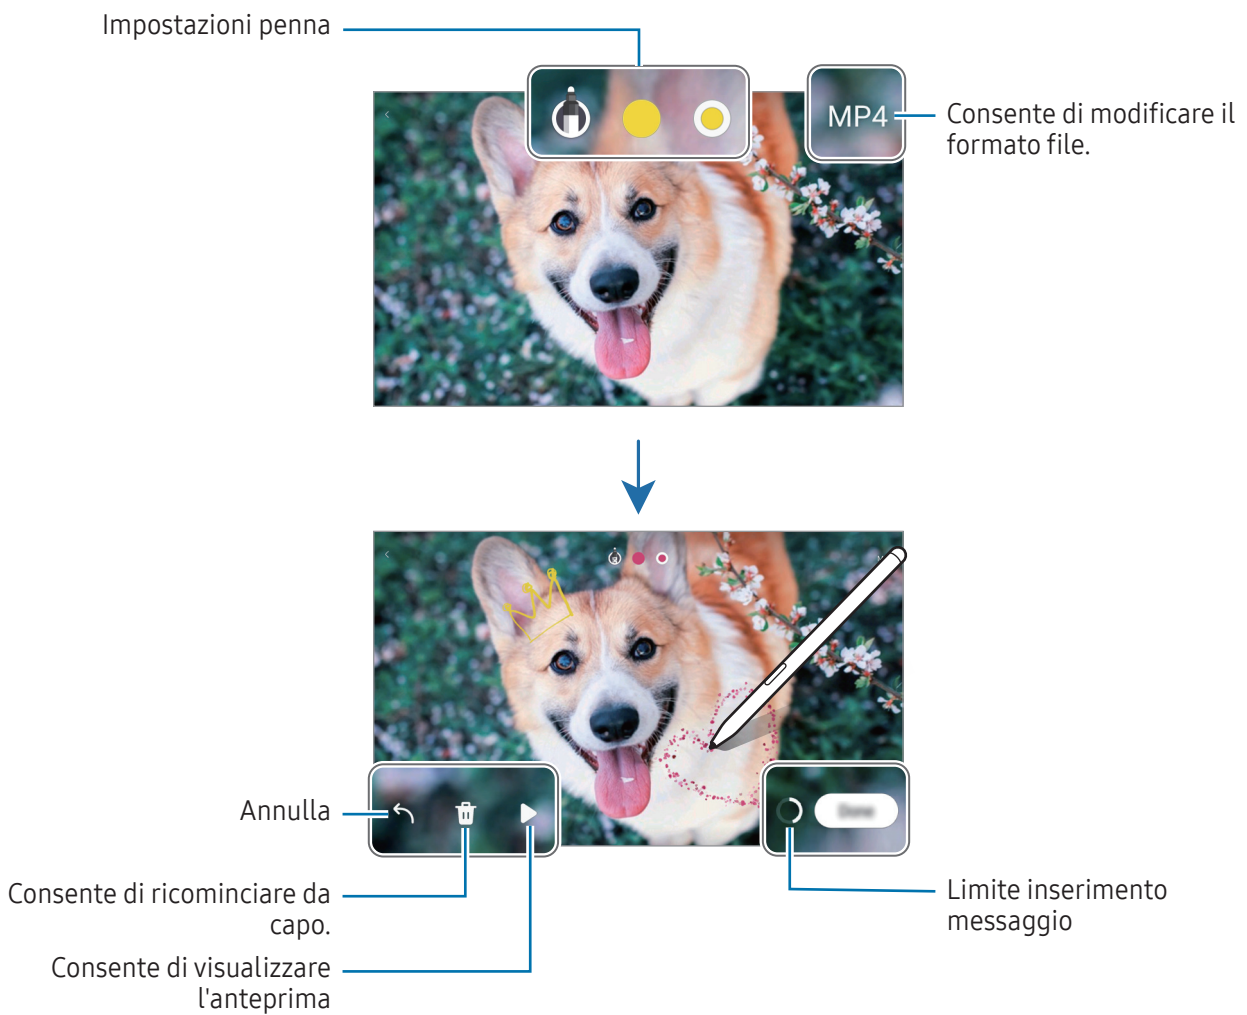 Impostazioni penna
MP4
Consente di modificare il
formato file.
Annulla
Consente di ricominciare da
capo.
Consente di visualizzare
l'anteprima
Done
Limite inserimento
messaggio